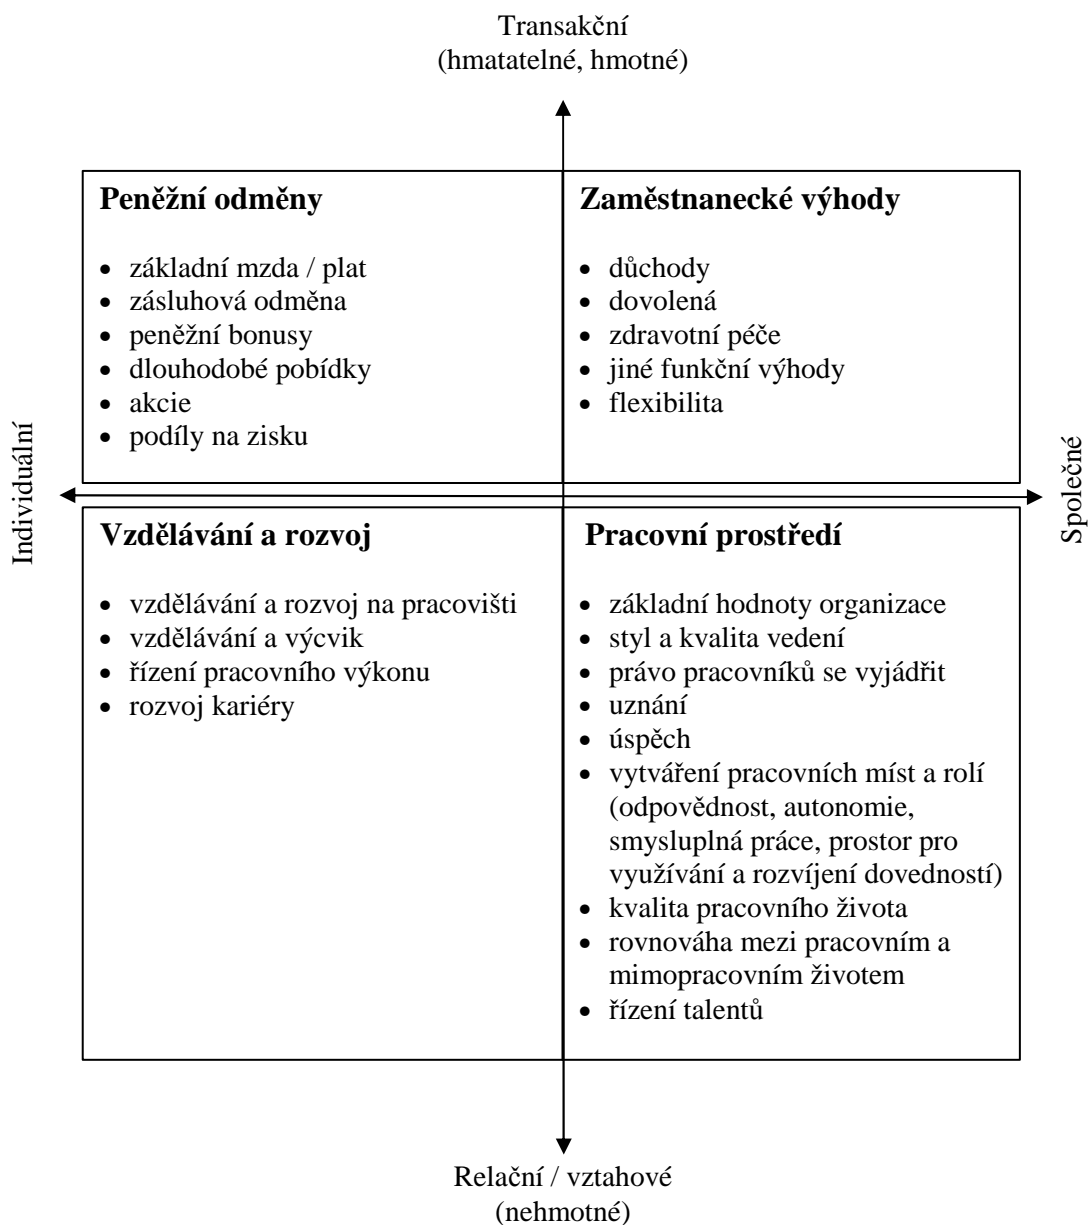 Transakční
(hmatatelné, hmotné)
Peněžní odměny
• základní mzda / plat
• zásluhová odměna
• peněžní bonusy
• dlouhodobé pobídky
• akcie
• podíly na zisku
Zaměstnanecké výhody
• důchody
• dovolená
• zdravotní péče
• jiné funkční výhody
• flexibilita
Individuální
Společné
Vzdělávání a rozvoj
• vzdělávání a rozvoj na pracovišti
• vzdělávání a výcvik
• řízení pracovního výkonu
• rozvoj kariéry
Pracovní prostředí
• základní hodnoty organizace
• styl a kvalita vedení
• právo pracovníků se vyjádřit
• uznání
• úspěch
• vytváření pracovních míst a rolí
(odpovědnost, autonomie,
smysluplná práce, prostor pro
využívání a rozvíjení dovedností)
• kvalita pracovního života
• rovnováha mezi pracovním a
mimopracovním životem
• řízení talentů
Relační / vztahové
(nehmotné)